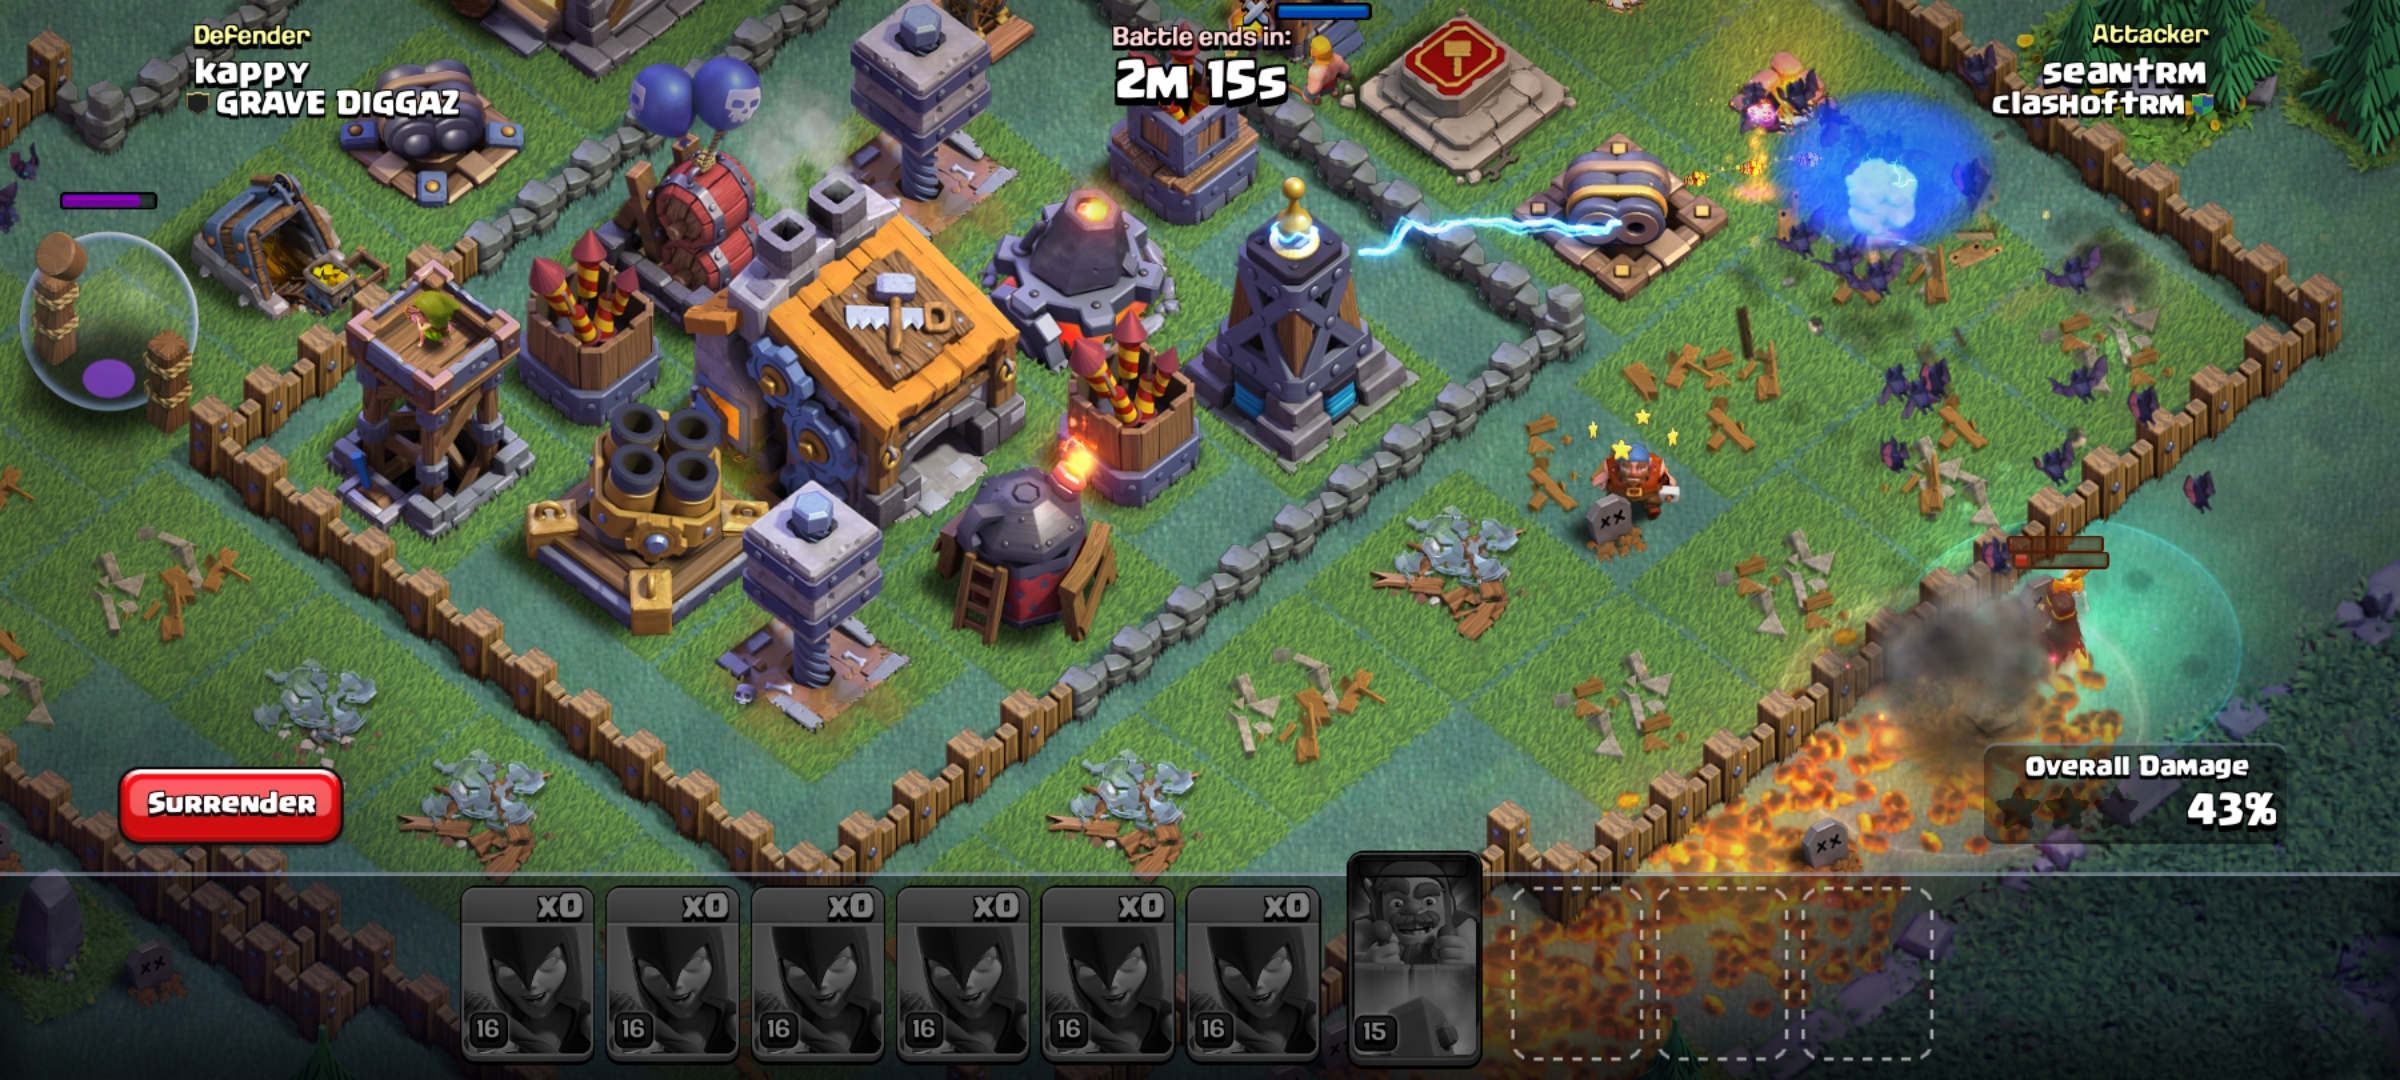 Defender
kappy
GRAVE DIGGAZ
Battle ends in:
2M 15s
Attacker
seantRM
clashoftRM
Surrender
Overall Damage
43%
x0
x0
x0
x0
x0
x0
16
16
16
16
16
16
15